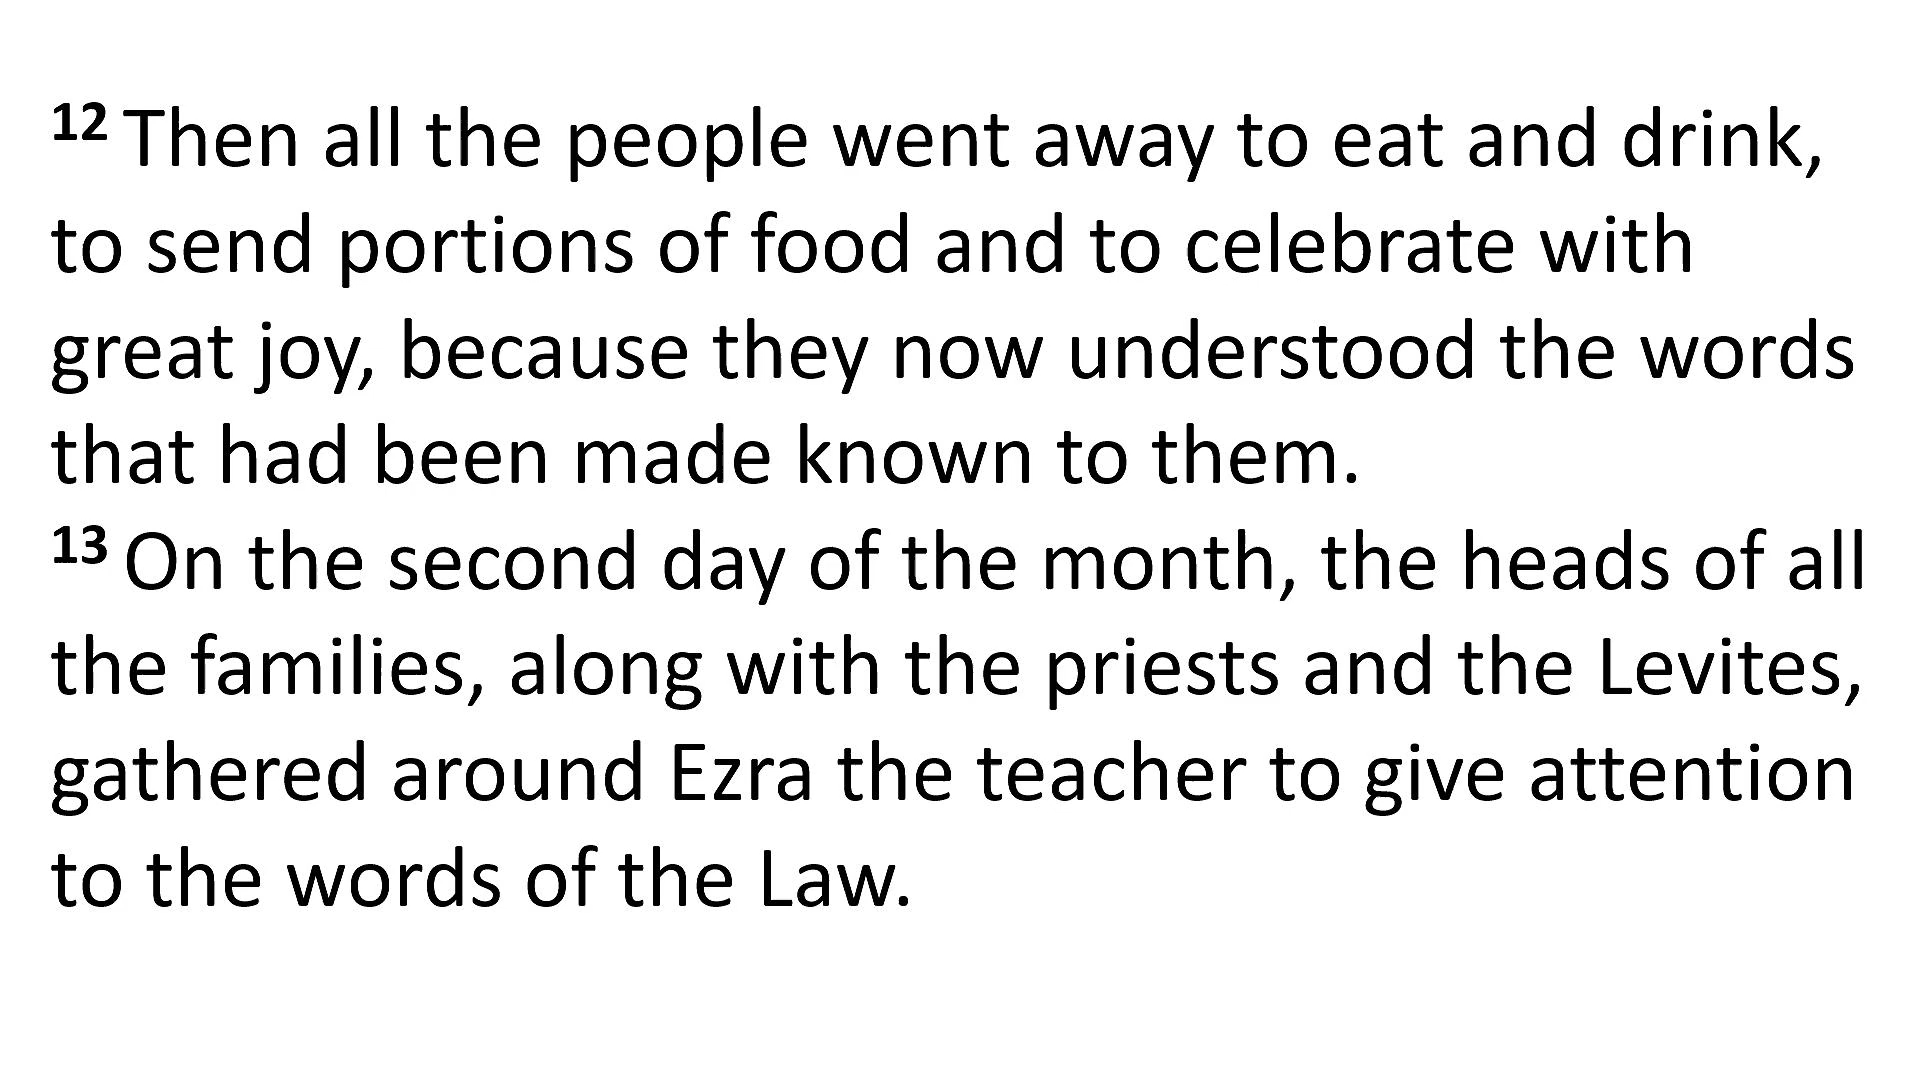 12 Then all the people went away to eat and drink,
to send portions of food and to celebrate with
great joy, because they now understood the words
that had been made known to them.
13 On the second day of the month, the heads of all
the families, along with the priests and the Levites,
gathered around Ezra the teacher to give attention
to the words of the Law.